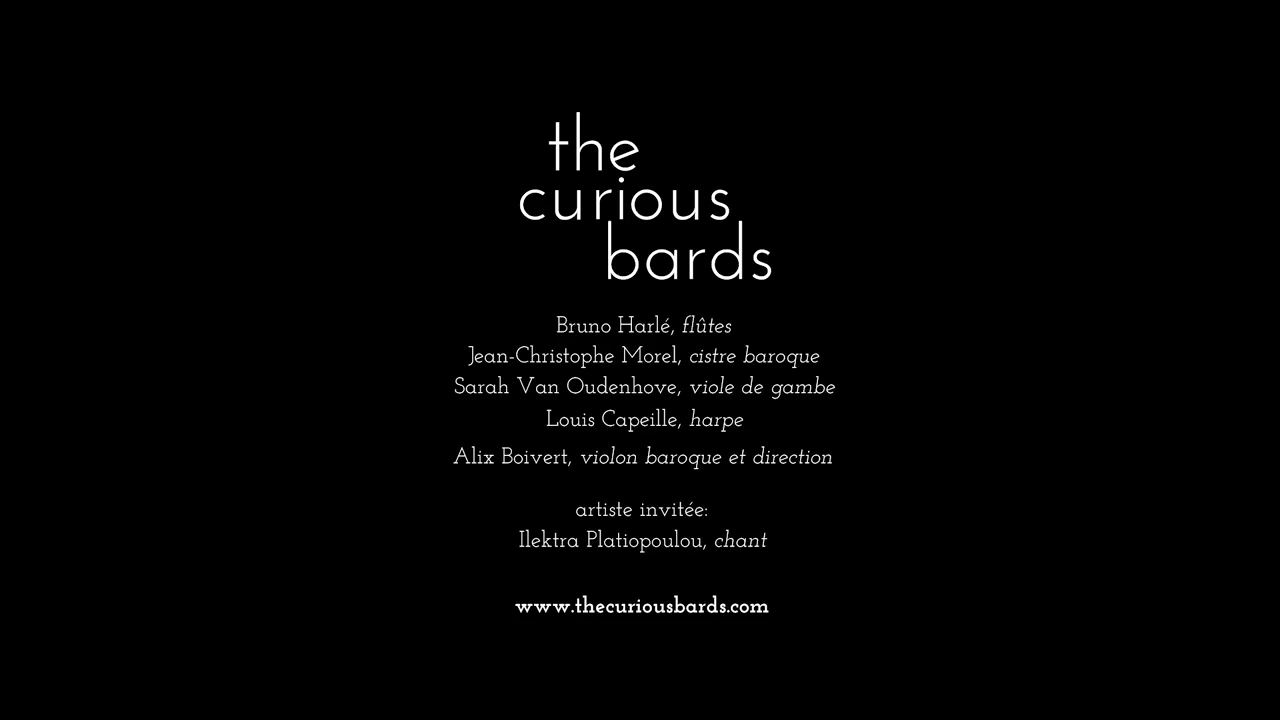 the
curious
bards
Bruno Harlé, flûtes
Jean-Christophe Morel, cistre baroque
Sarah Van Oudenhove, viole de gambe
Louis Capeille, harpe
Alix Boivert, violon baroque et direction
artiste invitée:
Ilektra Platiopoulou, chant
www.thecuriousbards.com